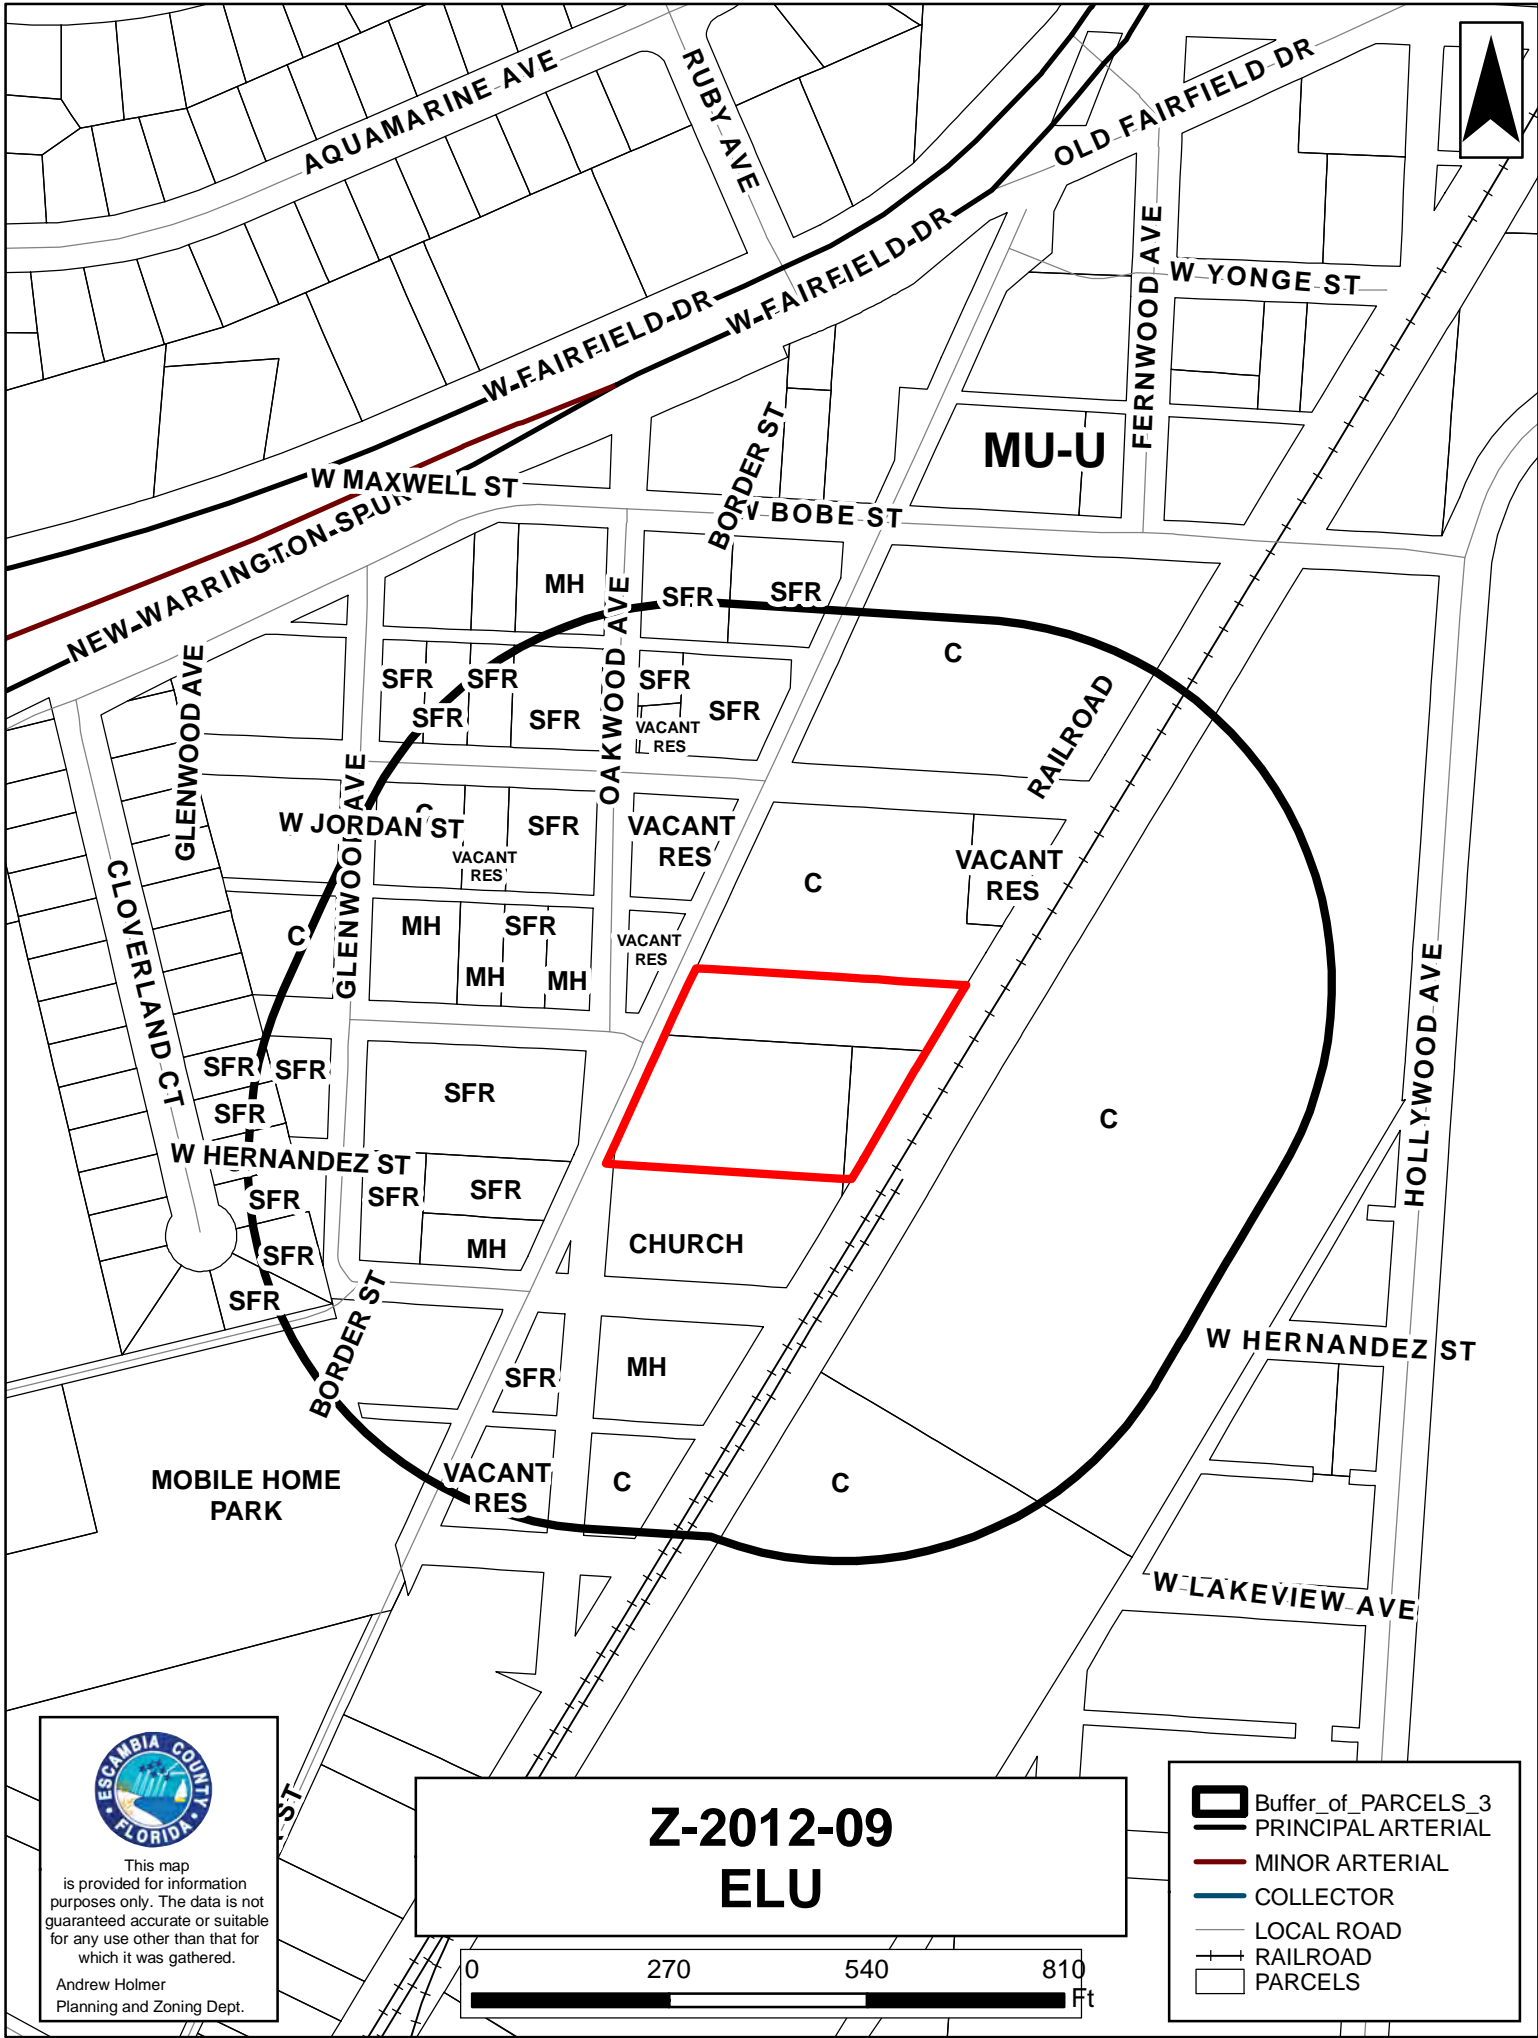 AQUAMARINE AVE
RUBY AVE
OLD FAIRFIELD DR
W YONGE ST
FERNWOOD AVE
W FAIRFIELD DR
W FAIRFIELD DR
BORDER ST
MU-U
W MAXWELL ST
NEW WARRINGTON SPUR
BOBE ST
MH
SFR
SFR
C
OAKWOOD AVE
GLENWOOD AVE
SFR
SFR
SFR
SFR
SFR
SFR
VACANT
RES
RAILROAD
GLENWOOD AVE
W JORDAN ST
SFR
VACANT
RES
VACANT
RES
C
VACANT
RES
CLOVERLAND CT
C
MH
SFR
MH
MH
VACANT
RES
HOLLYWOOD AVE
SFR
SFR
SFR
SFR
C
W HERNANDEZ ST
SFR
SFR
SFR
SFR
MH
CHURCH
SFR
BORDER ST
W HERNANDEZ ST
SFR
MH
MOBILE HOME
PARK
VACANT
RES
C
C
W LAKEVIEW AVE
ST
ESCAMBIA COUNTY
FLORIDA
This map
is provided for information
purposes only. The data is not
guaranteed accurate or suitable
for any use other than that for
which it was gathered.
Andrew Holmer
Planning and Zoning Dept.
Z-2012-09
ELU
0 270 540 810
Ft
Buffer_of_PARCELS_3
PRINCIPAL ARTERIAL
MINOR ARTERIAL
COLLECTOR
LOCAL ROAD
RAILROAD
PARCELS